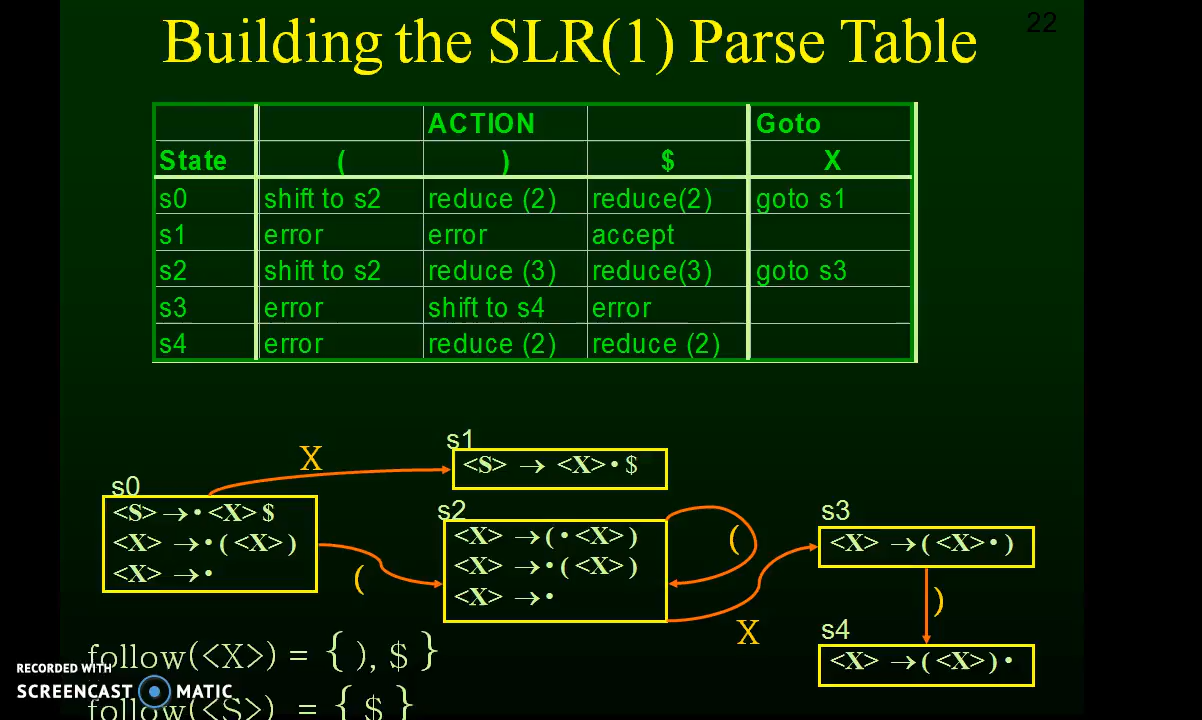 22
Building the SLR(1) Parse Table
ACTION Goto
State ( ) $ X
s0 shift to s2 reduce (2) reduce(2) goto s1
s1 error error accept
s2 shift to s2 reduce (3) reduce(3) goto s3
s3 error shift to s4 error
s4 error reduce (2) reduce (2)
X
s1
<S> → <X> • $
s0
<S> → • <X> $
<X> → • ( <X> )
<X> → •
(
s2
<X> → ( • <X> )
<X> → • ( <X> )
<X> → •
(
X
s3
<X> → ( <X> • )
)
s4
<X> → ( <X> ) •
follow(<X>) = { ), $ }
follow(<S>) = { $ }
RECORDED WITH
SCREENCAST MATIC